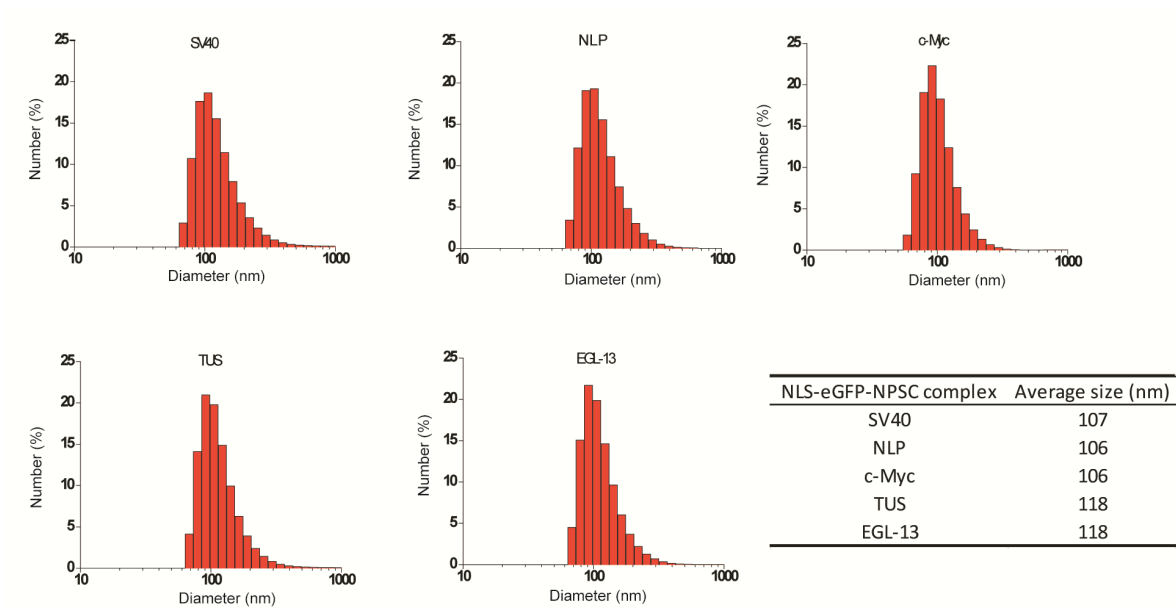 SV40
25
20
15
10
5
0
Number (%)
10 100 1000
Diameter (nm)
NLP
25
20
15
10
5
0
Number (%)
10 100 1000
Diameter (nm)
c-Myc
25
20
15
10
5
0
Number (%)
10 100 1000
Diameter (nm)
TUS
25
20
15
10
5
0
Number (%)
10 100 1000
Diameter (nm)
EGL-13
25
20
15
10
5
0
Number (%)
10 100 1000
Diameter (nm)
NLS-eGFP-NPSC complex Average size (nm)
SV40 107
NLP 106
c-Myc 106
TUS 118
EGL-13 118